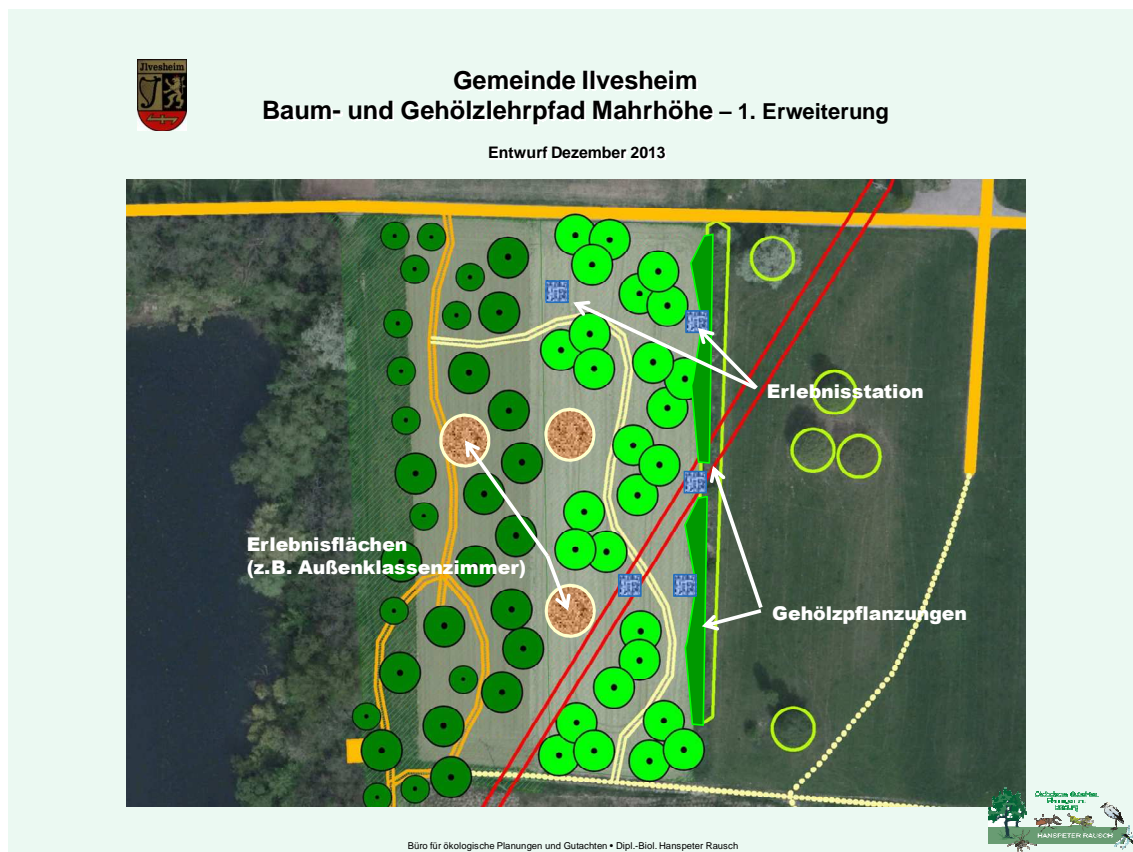 Jlvesheim
Gemeinde Ilvesheim
Baum- und Gehölzlehrpfad Mahrhöhe – 1. Erweiterung
Entwurf Dezember 2013
Erlebnisstation
Erlebnisflächen
(z.B. Außenklassenzimmer)
Gehölzpflanzungen
HANSPETER RAUSCH
Büro für ökologische Planungen und Gutachten • Dipl.-Biol. Hanspeter Rausch